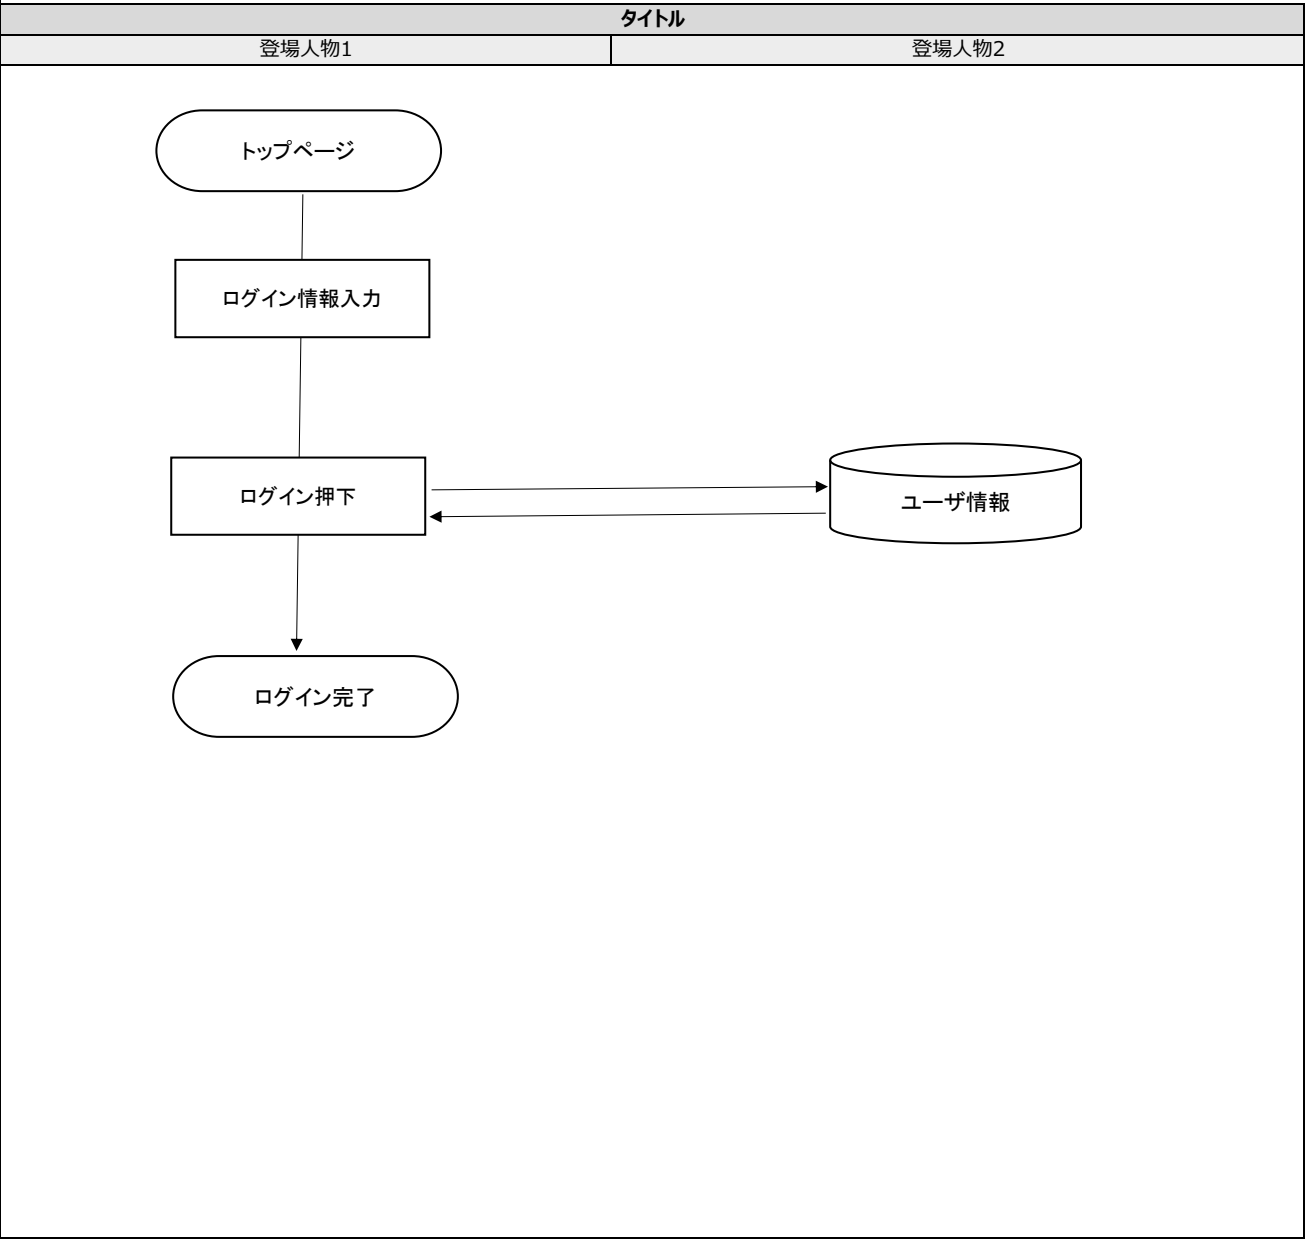 タイトル
登場人物1
登場人物2
トップページ
ログイン情報入力
ログイン押下
ユーザ情報
ログイン完了